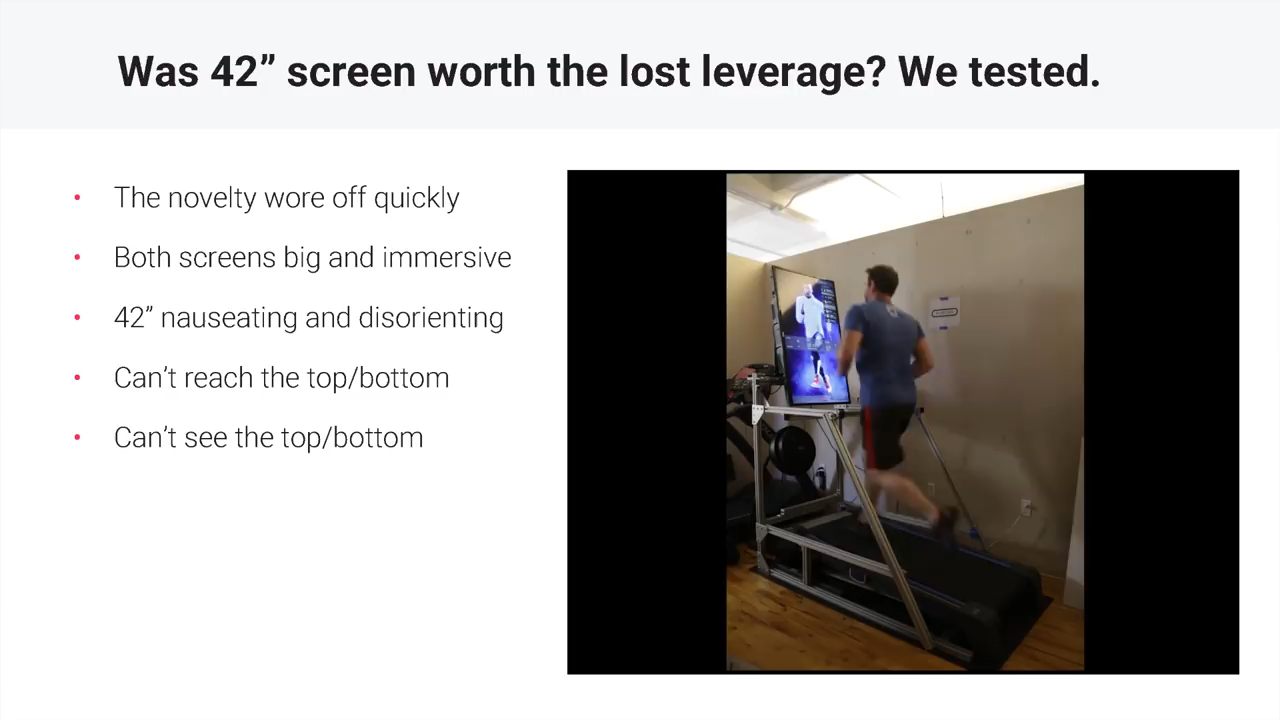 Was 42” screen worth the lost leverage? We tested.
• The novelty wore off quickly
• Both screens big and immersive
• 42” nauseating and disorienting
• Can’t reach the top/bottom
• Can’t see the top/bottom